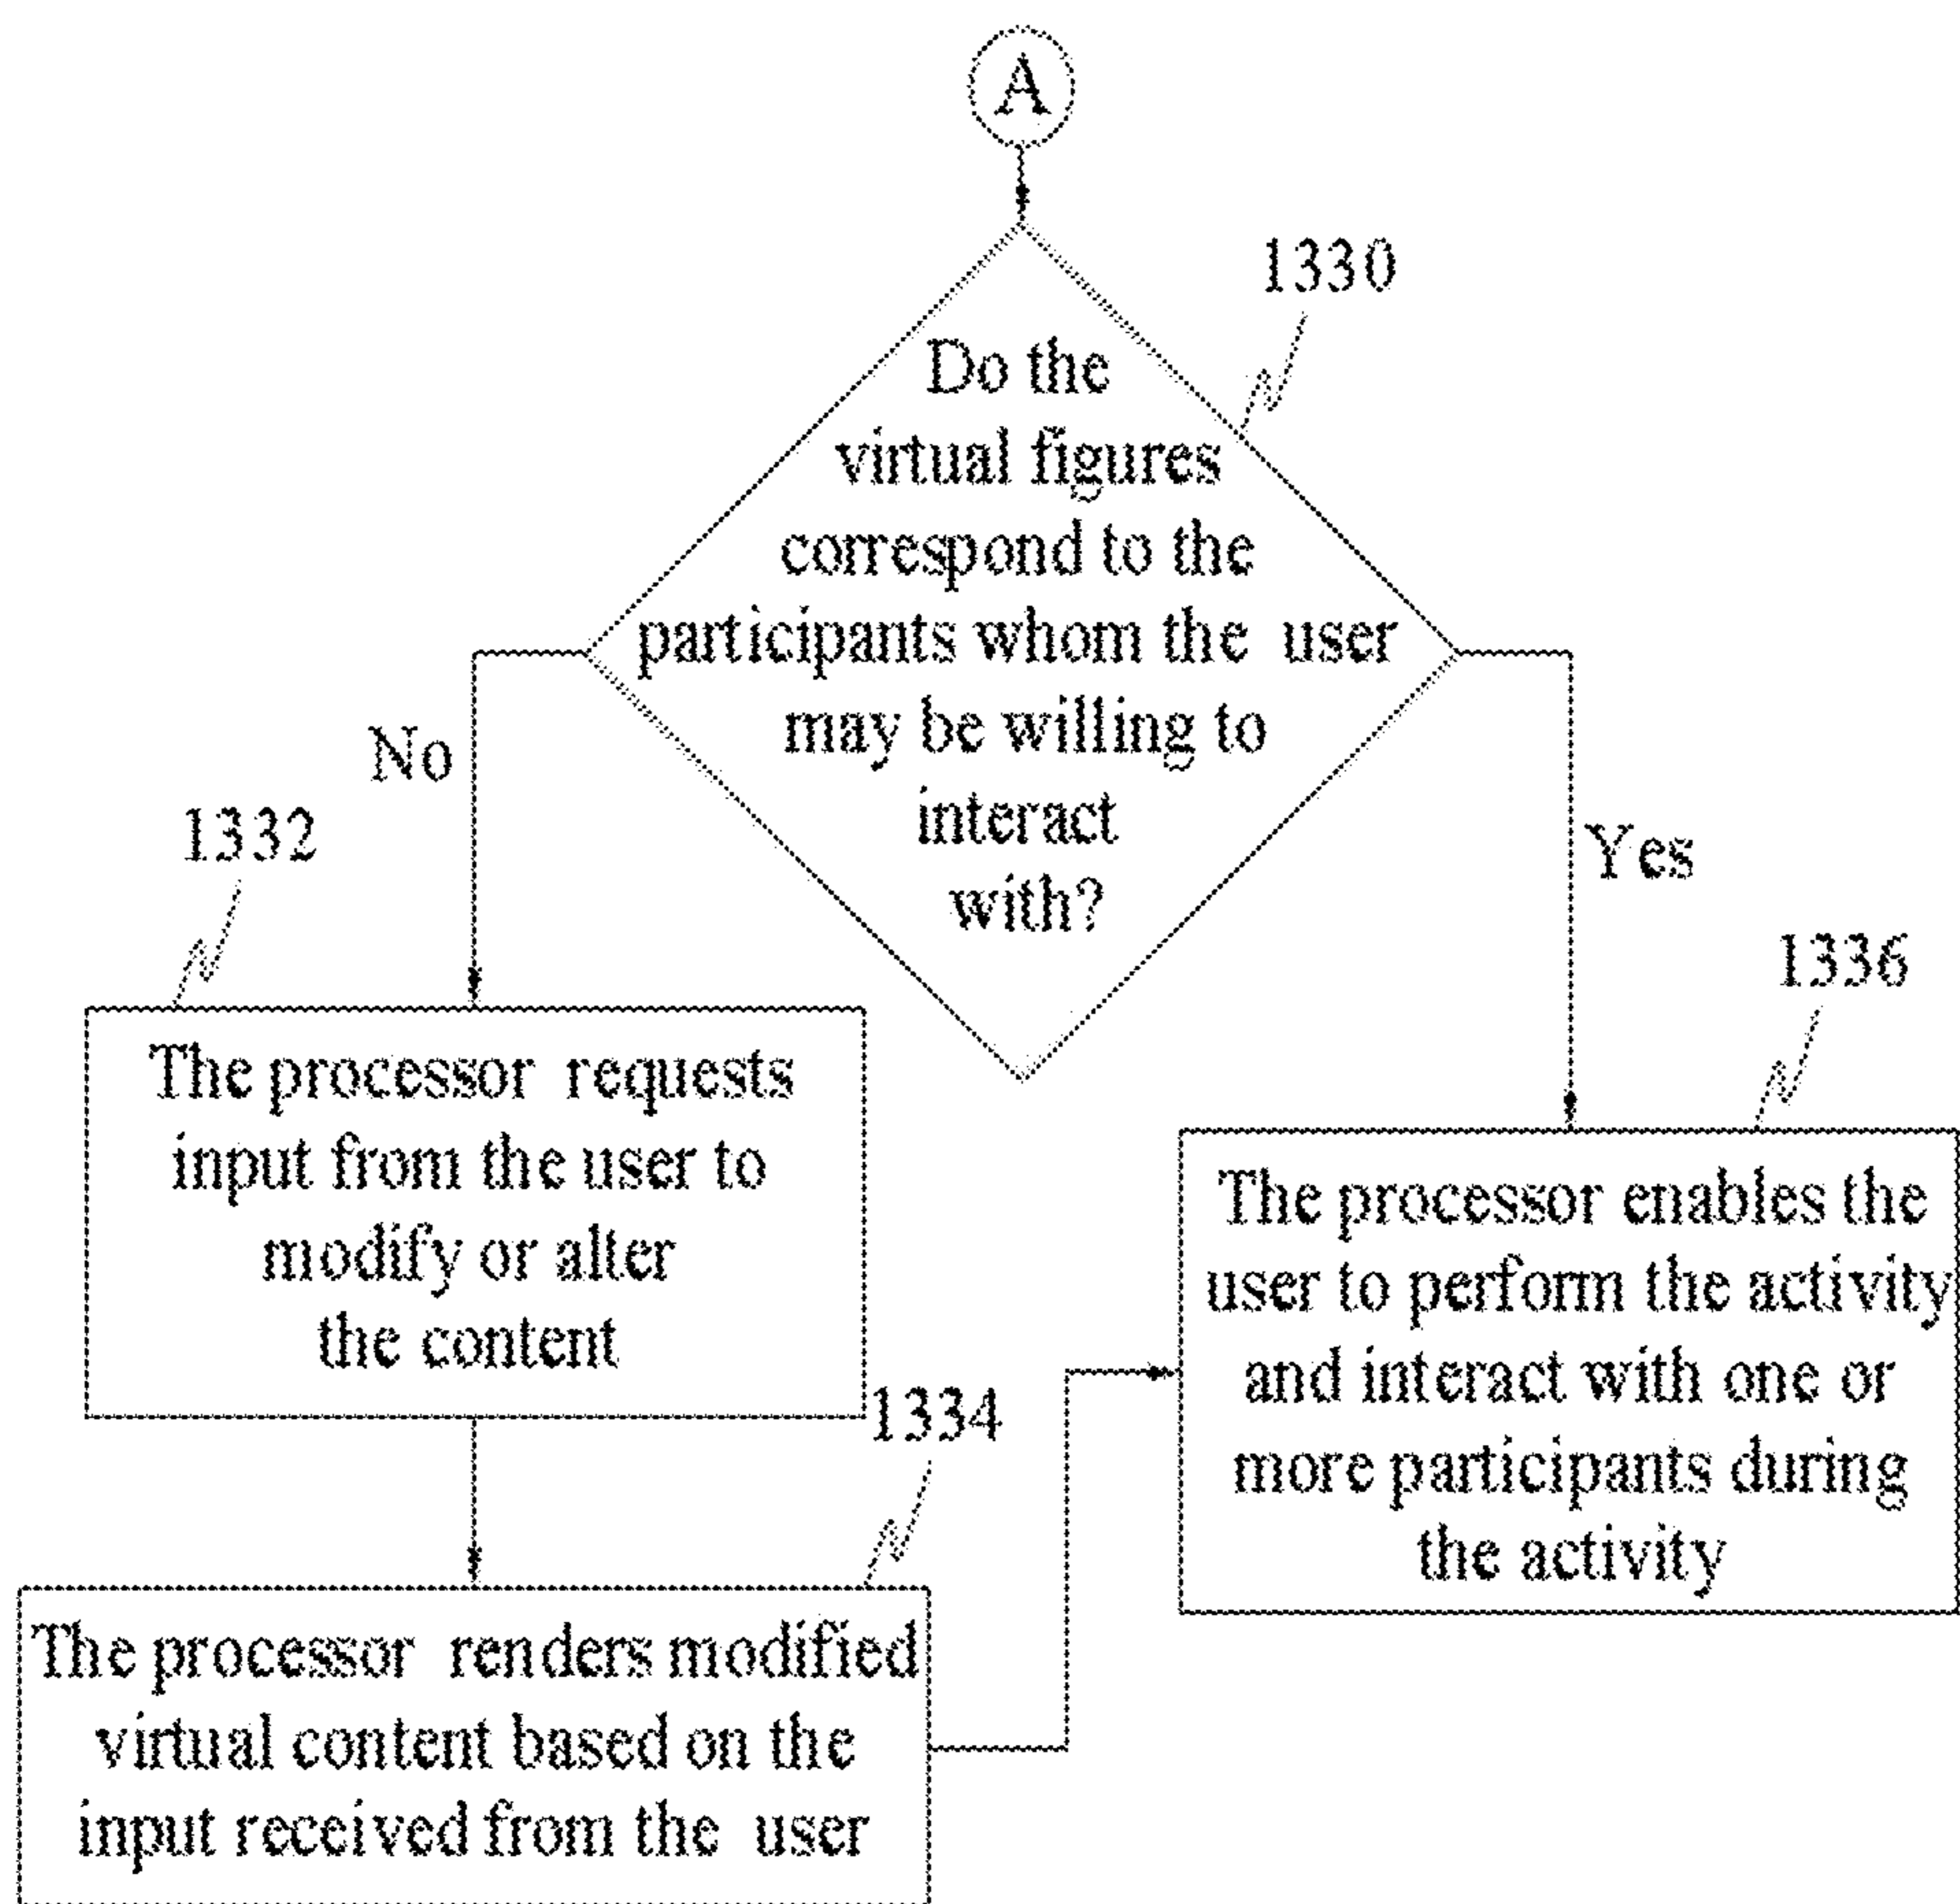 A
1330
Do the
virtual figures
correspond to the
participants whom the user
may be willing to
interact
with?
No
Yes
1332
The processor requests
input from the user to
modify or alter
the content
1334
The processor renders modified
virtual content based on the
input received from the user
1336
The processor enables the
user to perform the activity
and interact with one or
more participants during
the activity